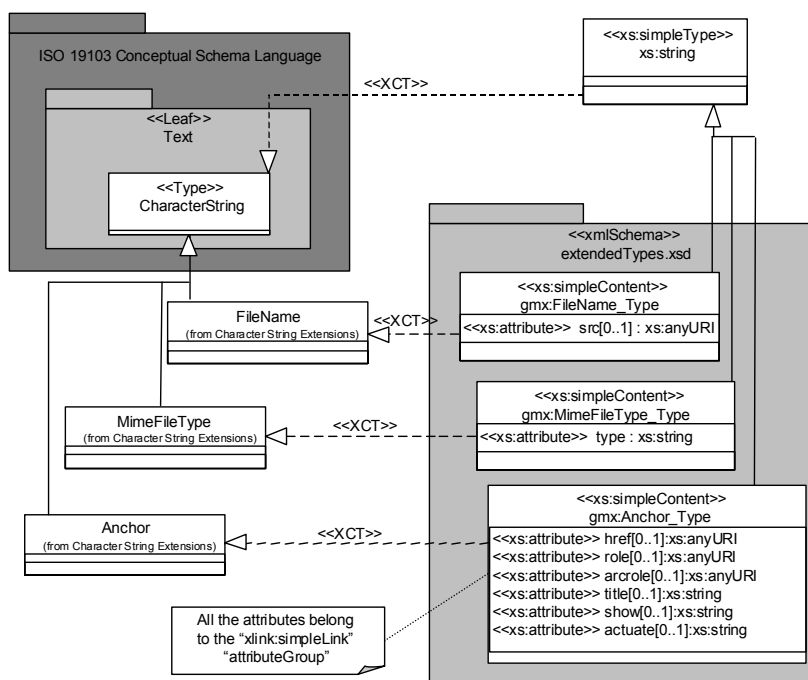 ISO 19103 Conceptual Schema Language
<<Leaf>>
Text
<<Type>>
CharacterString
<<XCT>>
<<xs:simpleType>>
xs:string
<<xmlSchema>>
extendedTypes.xsd
FileName
(from Character String Extensions)
<<XCT>>
<<xs:simpleContent>>
gmx:FileName_Type
<<xs:attribute>> src[0..1] : xs:anyURI
MimeFileType
(from Character String Extensions)
<<XCT>>
<<xs:simpleContent>>
gmx:MimeFileType_Type
<<xs:attribute>> type : xs:string
Anchor
(from Character String Extensions)
<<XCT>>
<<xs:simpleContent>>
gmx:Anchor_Type
<<xs:attribute>> href[0..1]:xs:anyURI
<<xs:attribute>> role[0..1]:xs:anyURI
<<xs:attribute>> arcrole[0..1]:xs:anyURI
<<xs:attribute>> title[0..1]:xs:string
<<xs:attribute>> show[0..1]:xs:string
<<xs:attribute>> actuate[0..1]:xs:string
All the attributes belong
to the “xlink:simpleLink”
“attributeGroup”